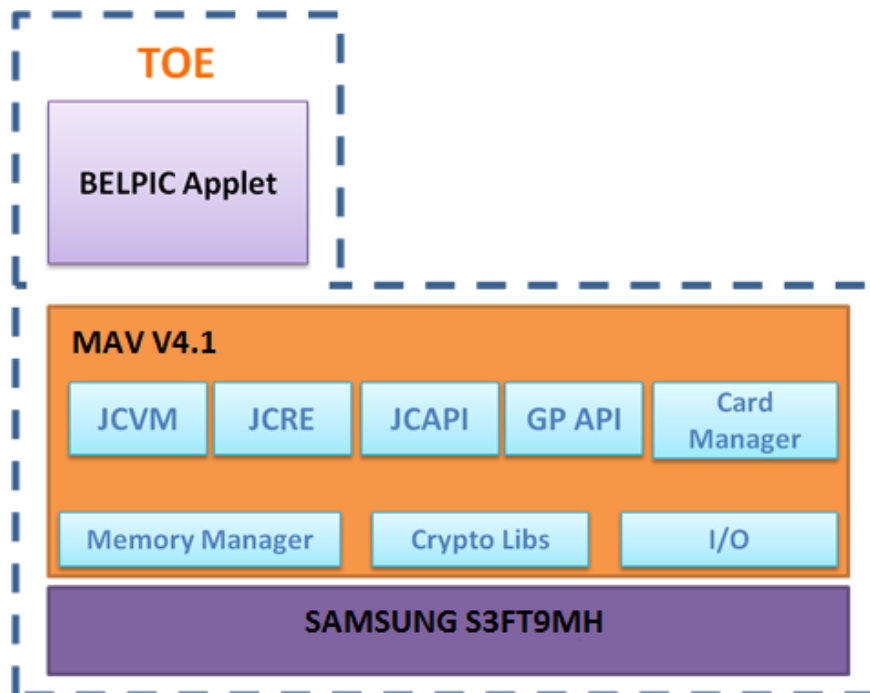 TOE
BELPIC Applet
MAV V4.1
JCVM
JCRE
JCAPI
GP API
Card
Manager
Memory Manager
Crypto Libs
I/O
SAMSUNG S3FT9MH